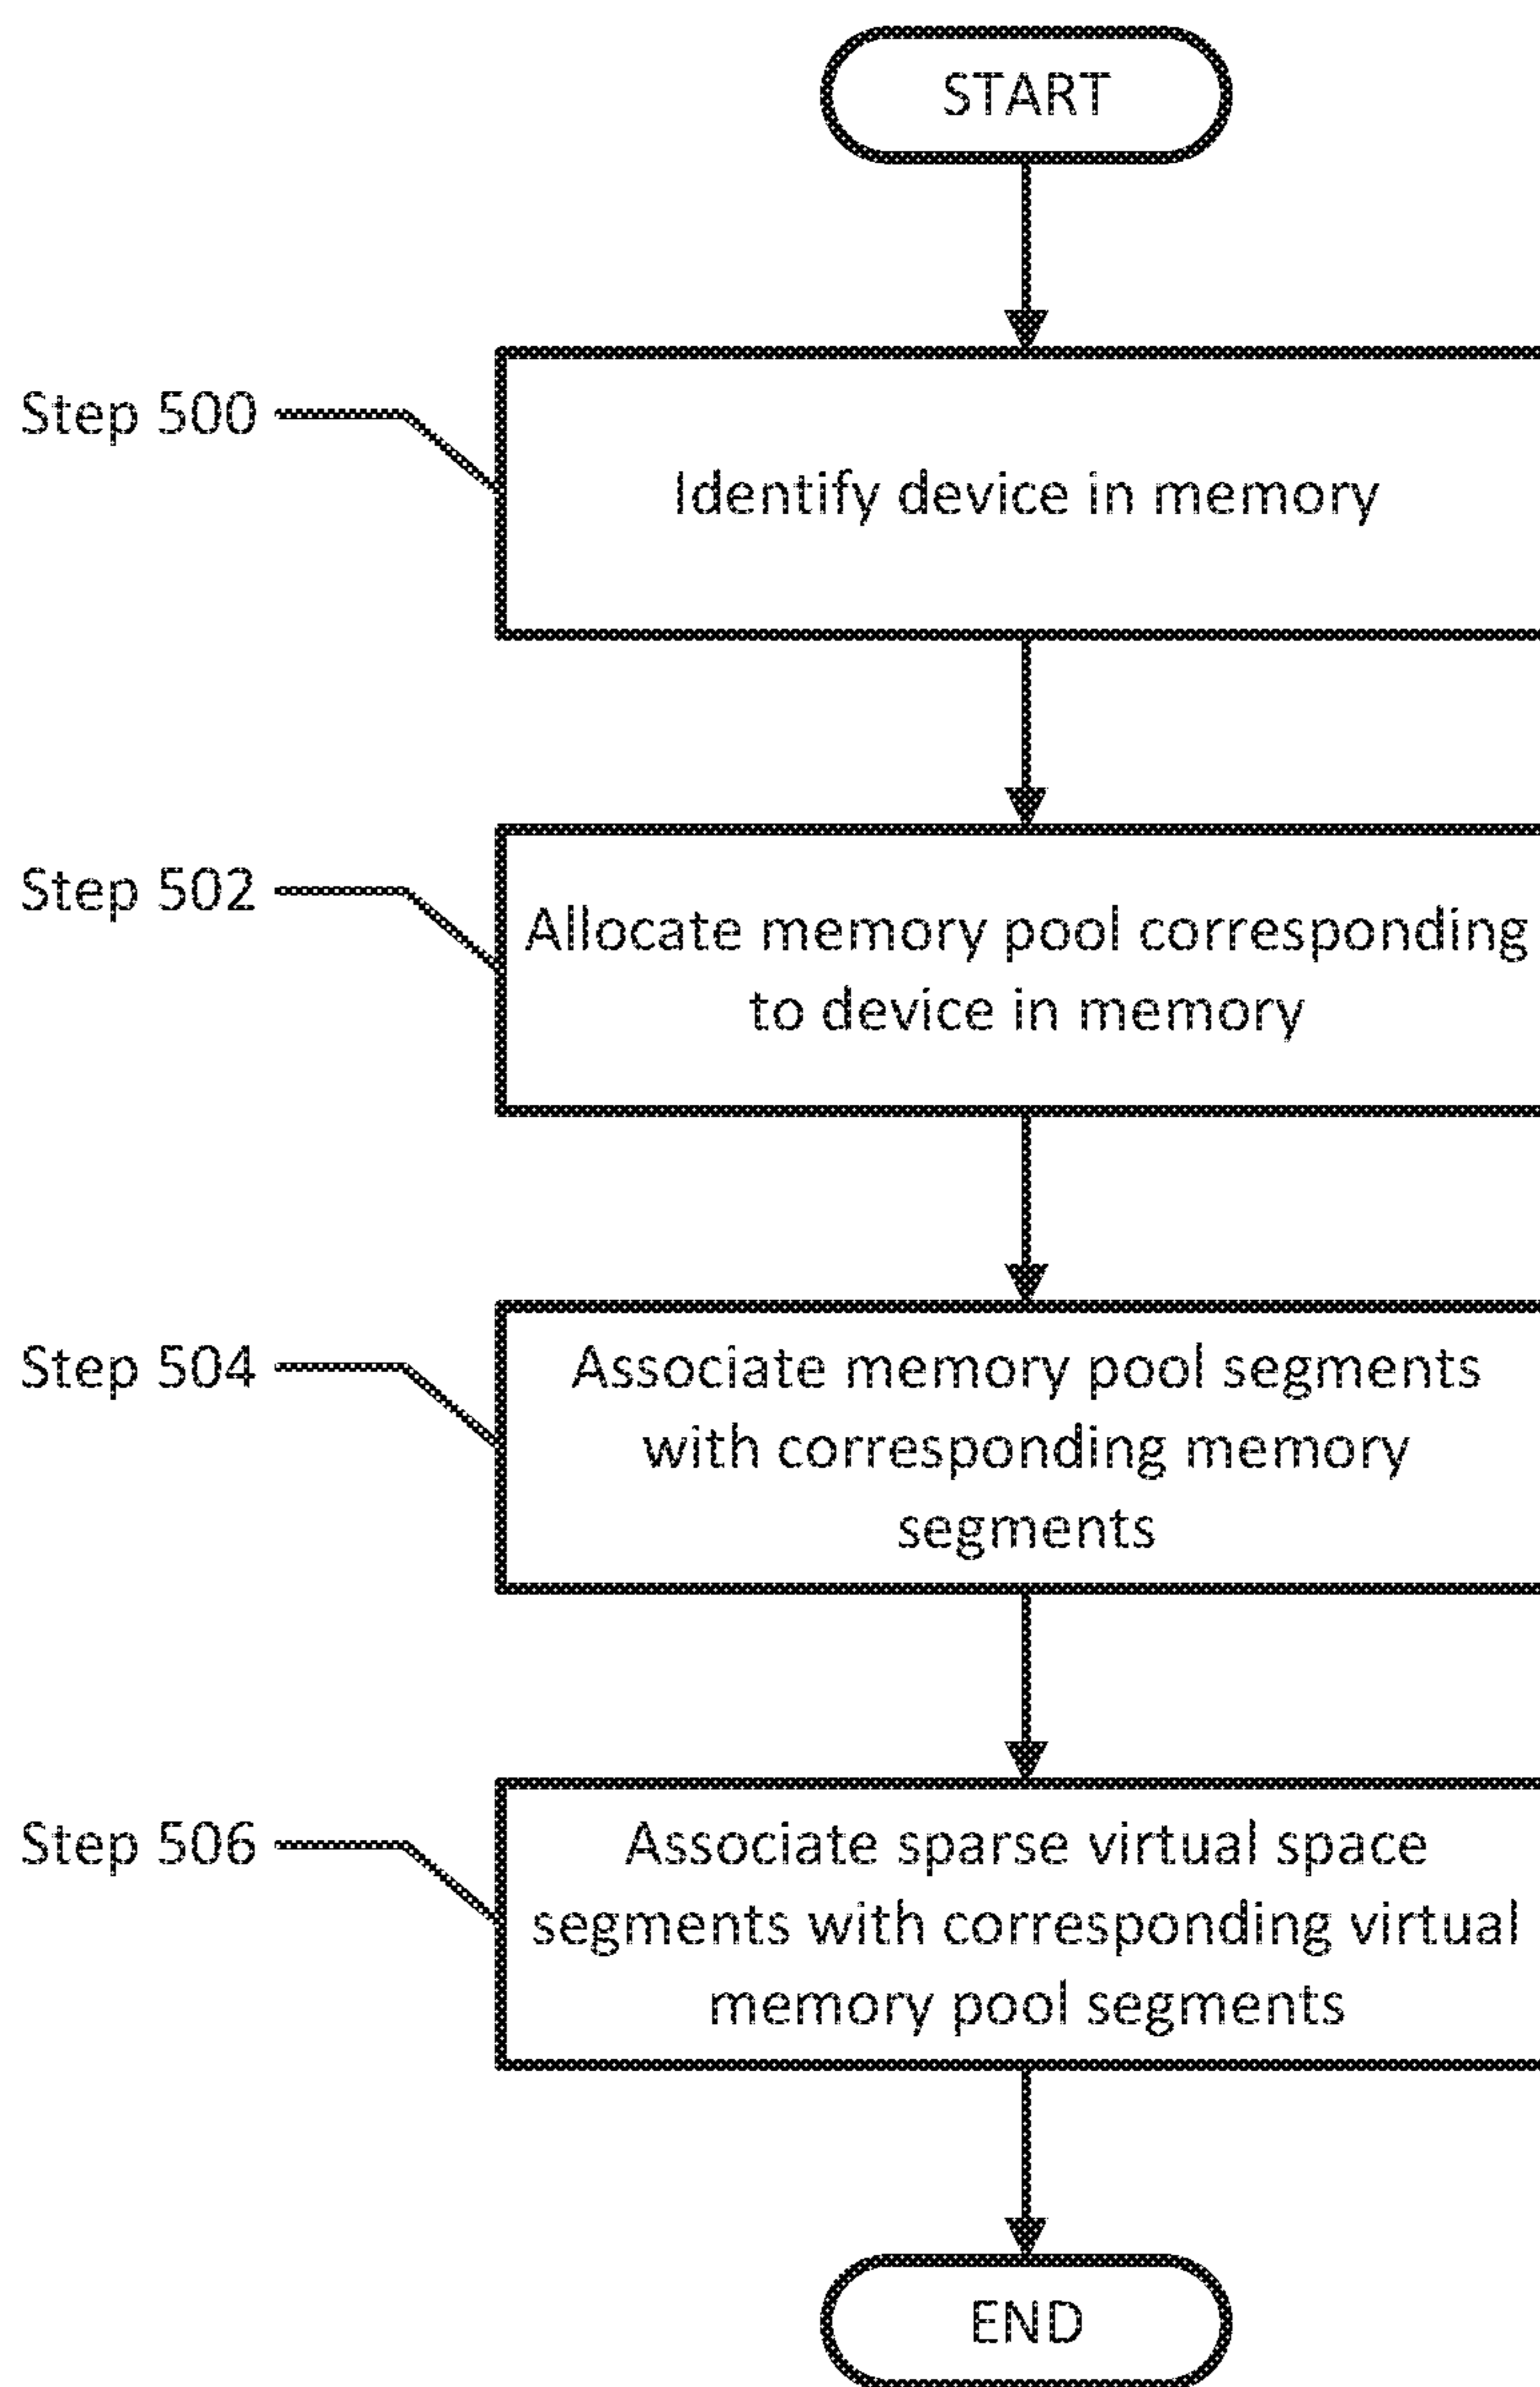 START
Step 500
Identify device in memory
Step 502
Allocate memory pool corresponding
to device in memory
Step 504
Associate memory pool segments
with corresponding memory
segments
Step 506
Associate sparse virtual space
segments with corresponding virtual
memory pool segments
END